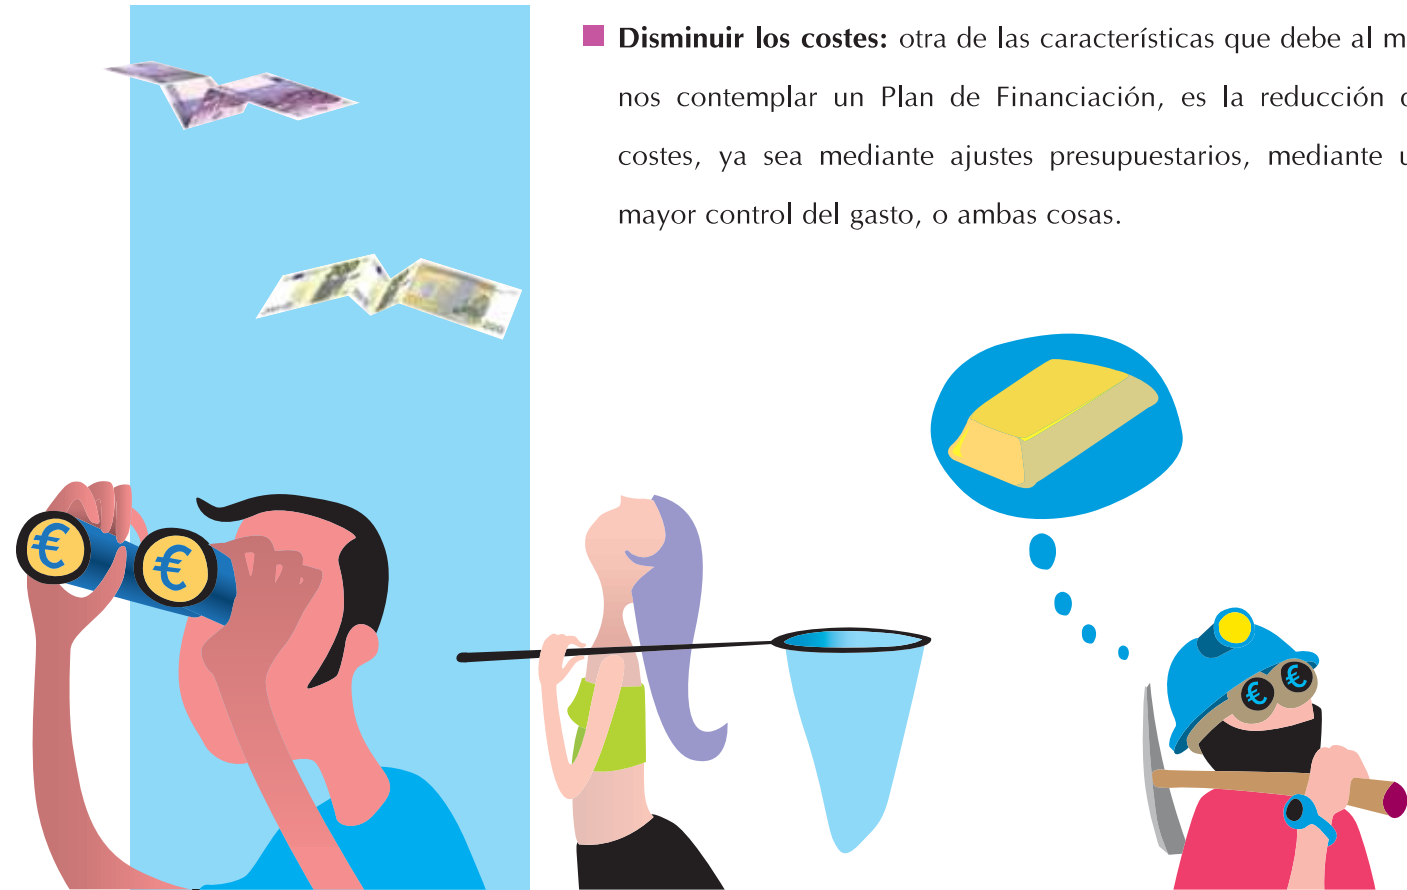 Disminuir los costes: otra de las características que debe al m
nos contemplar un Plan de Financiación, es la reducción
costes, ya sea mediante ajustes presupuestarios, mediante u
mayor control del gasto, o ambas cosas.
200
€ €
€ €